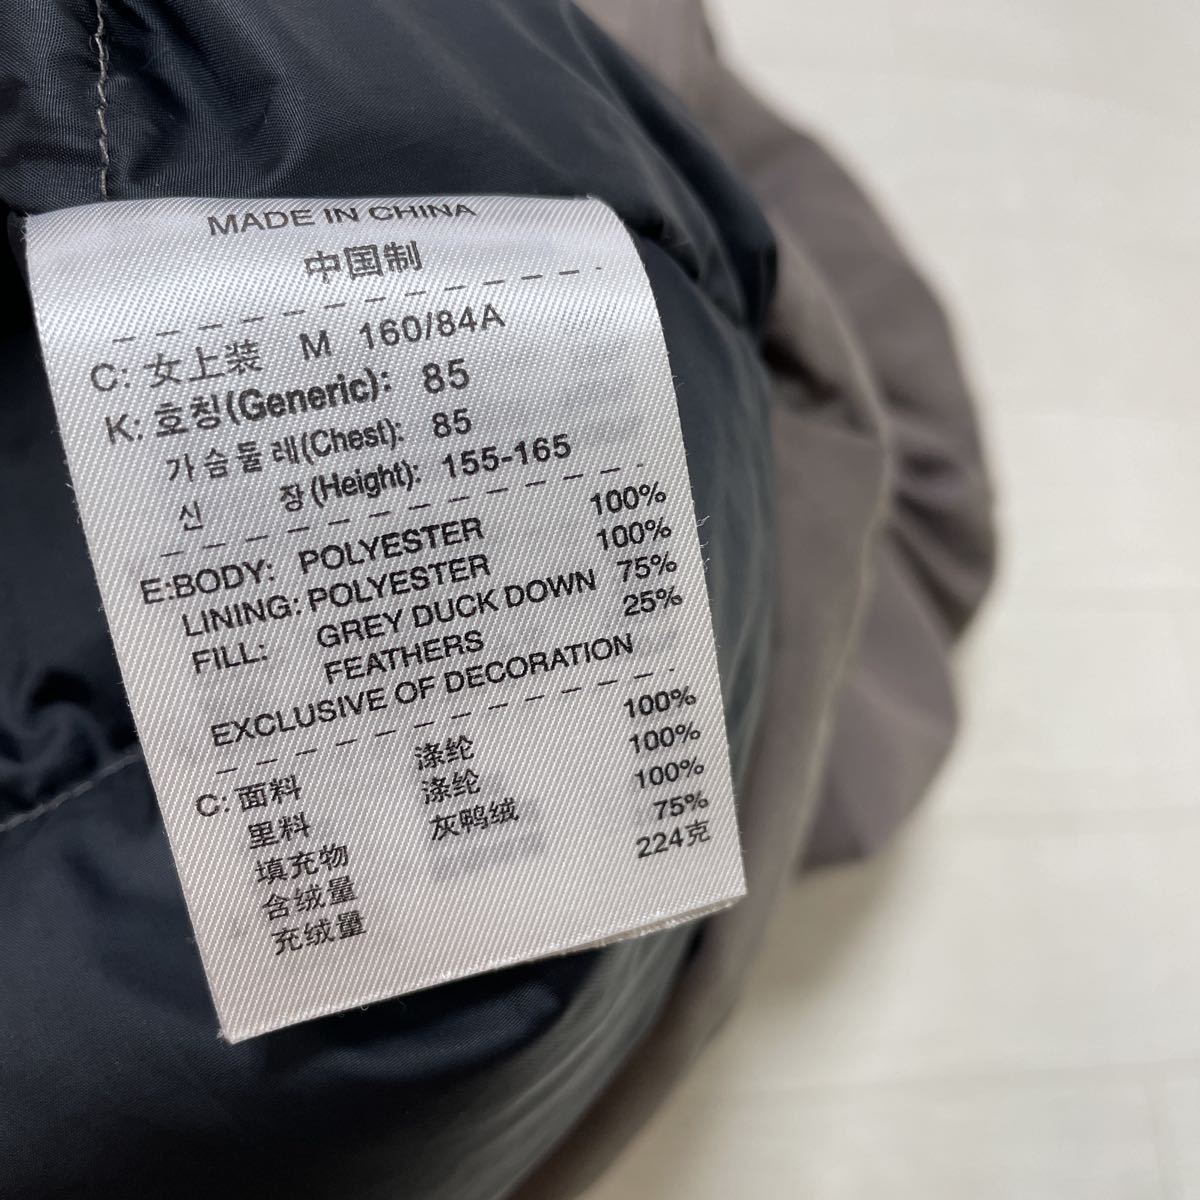 MADE IN CHINA
中国制
C: 女上装 M 160/84A
K: 호칭(Generic): 85
가슴둘레(Chest): 85
신 장(Height): 155-165
E:BODY: POLYESTER 100%
LINING: POLYESTER 100%
FILL: GREY DUCK DOWN 75%
FEATHERS 25%
EXCLUSIVE OF DECORATION
C: 面料 涤纶 100%
里料 涤纶 100%
填充物 灰鸭绒 100%
含绒量 75%
充绒量 224克